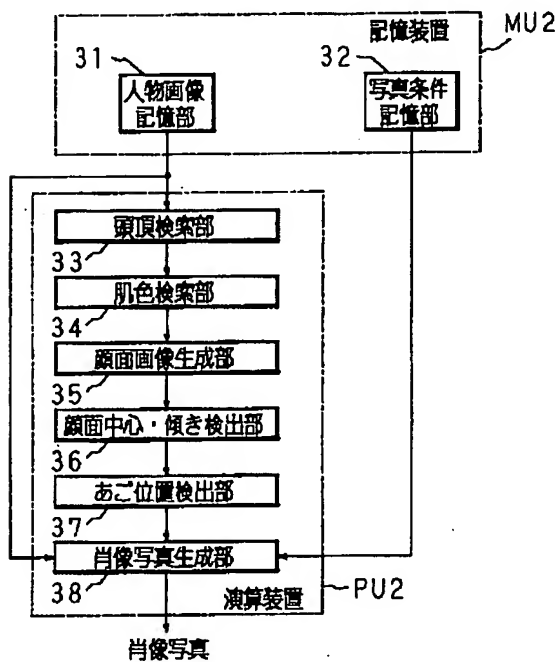 記憶装置
MU2
31
人物画像
記憶部
32
写真条件
記憶部
頭頂検索部
33
肌色検索部
34
顔面画像生成部
35
顔面中心・傾き検出部
36
あご位置検出部
37
肖像写真生成部
38
演算装置
PU2
肖像写真